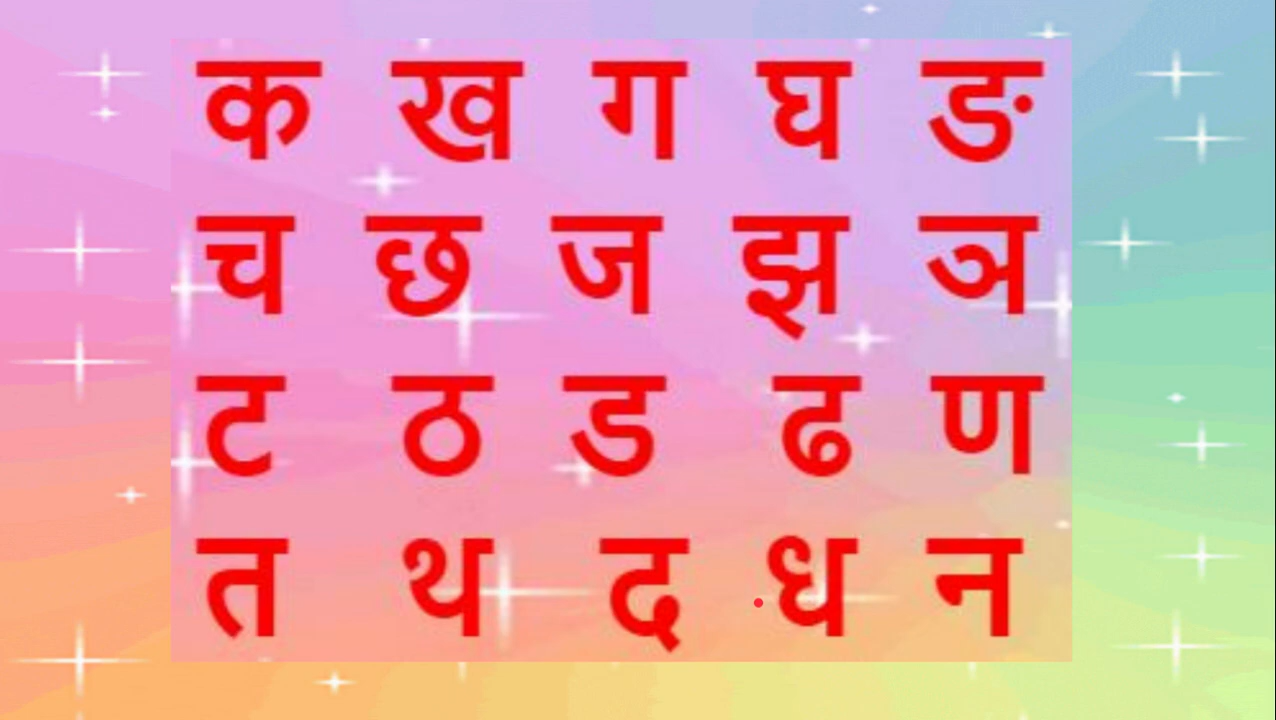 क ख ग घ ङ
च छ ज झ ञ
ट ठ ड ढ ण
त थ द ध न